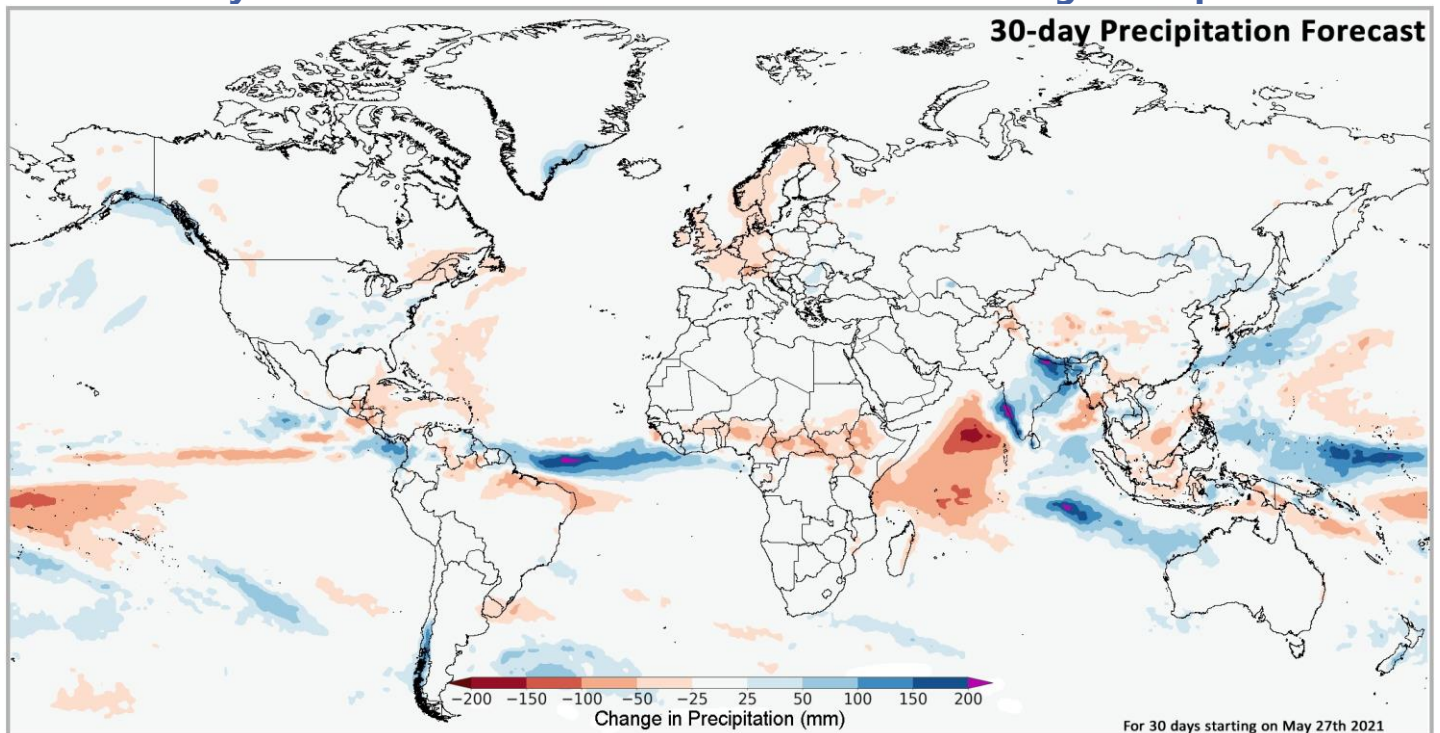 30-day Precipitation Forecast
−200 −150 −100 −50 −25 25 50 100 150 200
Change in Precipitation (mm)
For 30 days starting on May 27th 2021